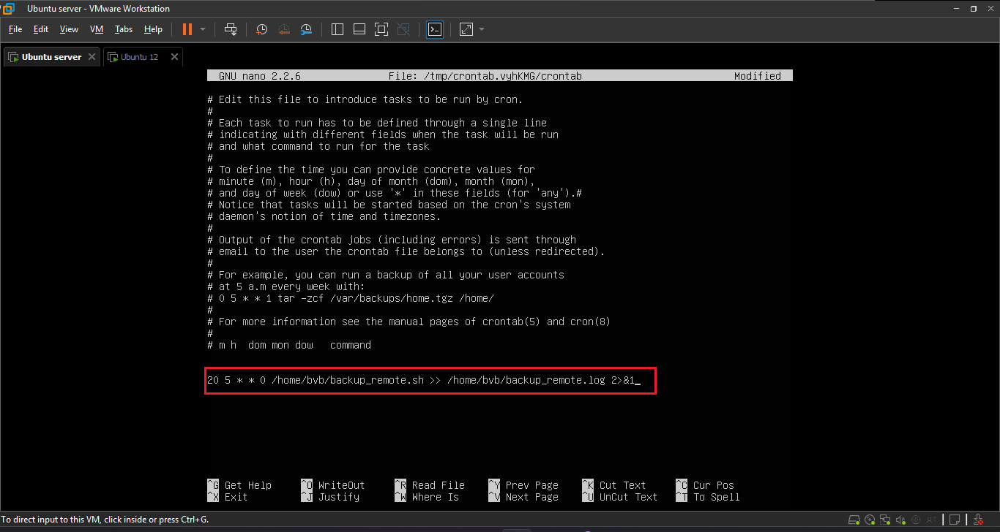 Ubuntu server - VMware Workstation
File Edit View VM Tabs Help
Ubuntu server Ubuntu 12
GNU nano 2.2.6 File: /tmp/crontab.vyhKMG/crontab Modified
# Edit this file to introduce tasks to be run by cron.
#
# Each task to run has to be defined through a single line
# indicating with different fields when the task will be run
# and what command to run for the task
#
# To define the time you can provide concrete values for
# minute (m), hour (h), day of month (dom), month (mon),
# and day of week (dow) or use '*' in these fields (for 'any').#
# Notice that tasks will be started based on the cron's system
# daemon's notion of time and timezones.
#
# Output of the crontab jobs (including errors) is sent through
# email to the user the crontab file belongs to (unless redirected).
#
# For example, you can run a backup of all your user accounts
# at 5 a.m every week with:
# 0 5 * * 1 tar -zcf /var/backups/home.tgz /home/
#
# For more information see the manual pages of crontab(5) and cron(8)
#
# m h  dom mon dow   command
20 5 * * 0 /home/bvb/backup_remote.sh >> /home/bvb/backup_remote.log 2>&1_
^G Get Help ^O WriteOut ^R Read File ^Y Prev Page ^K Cut Text ^C Cur Pos
^X Exit ^J Justify ^W Where Is ^V Next Page ^U UnCut Text ^T To Spell
To direct input to this VM, click inside or press Ctrl+G.